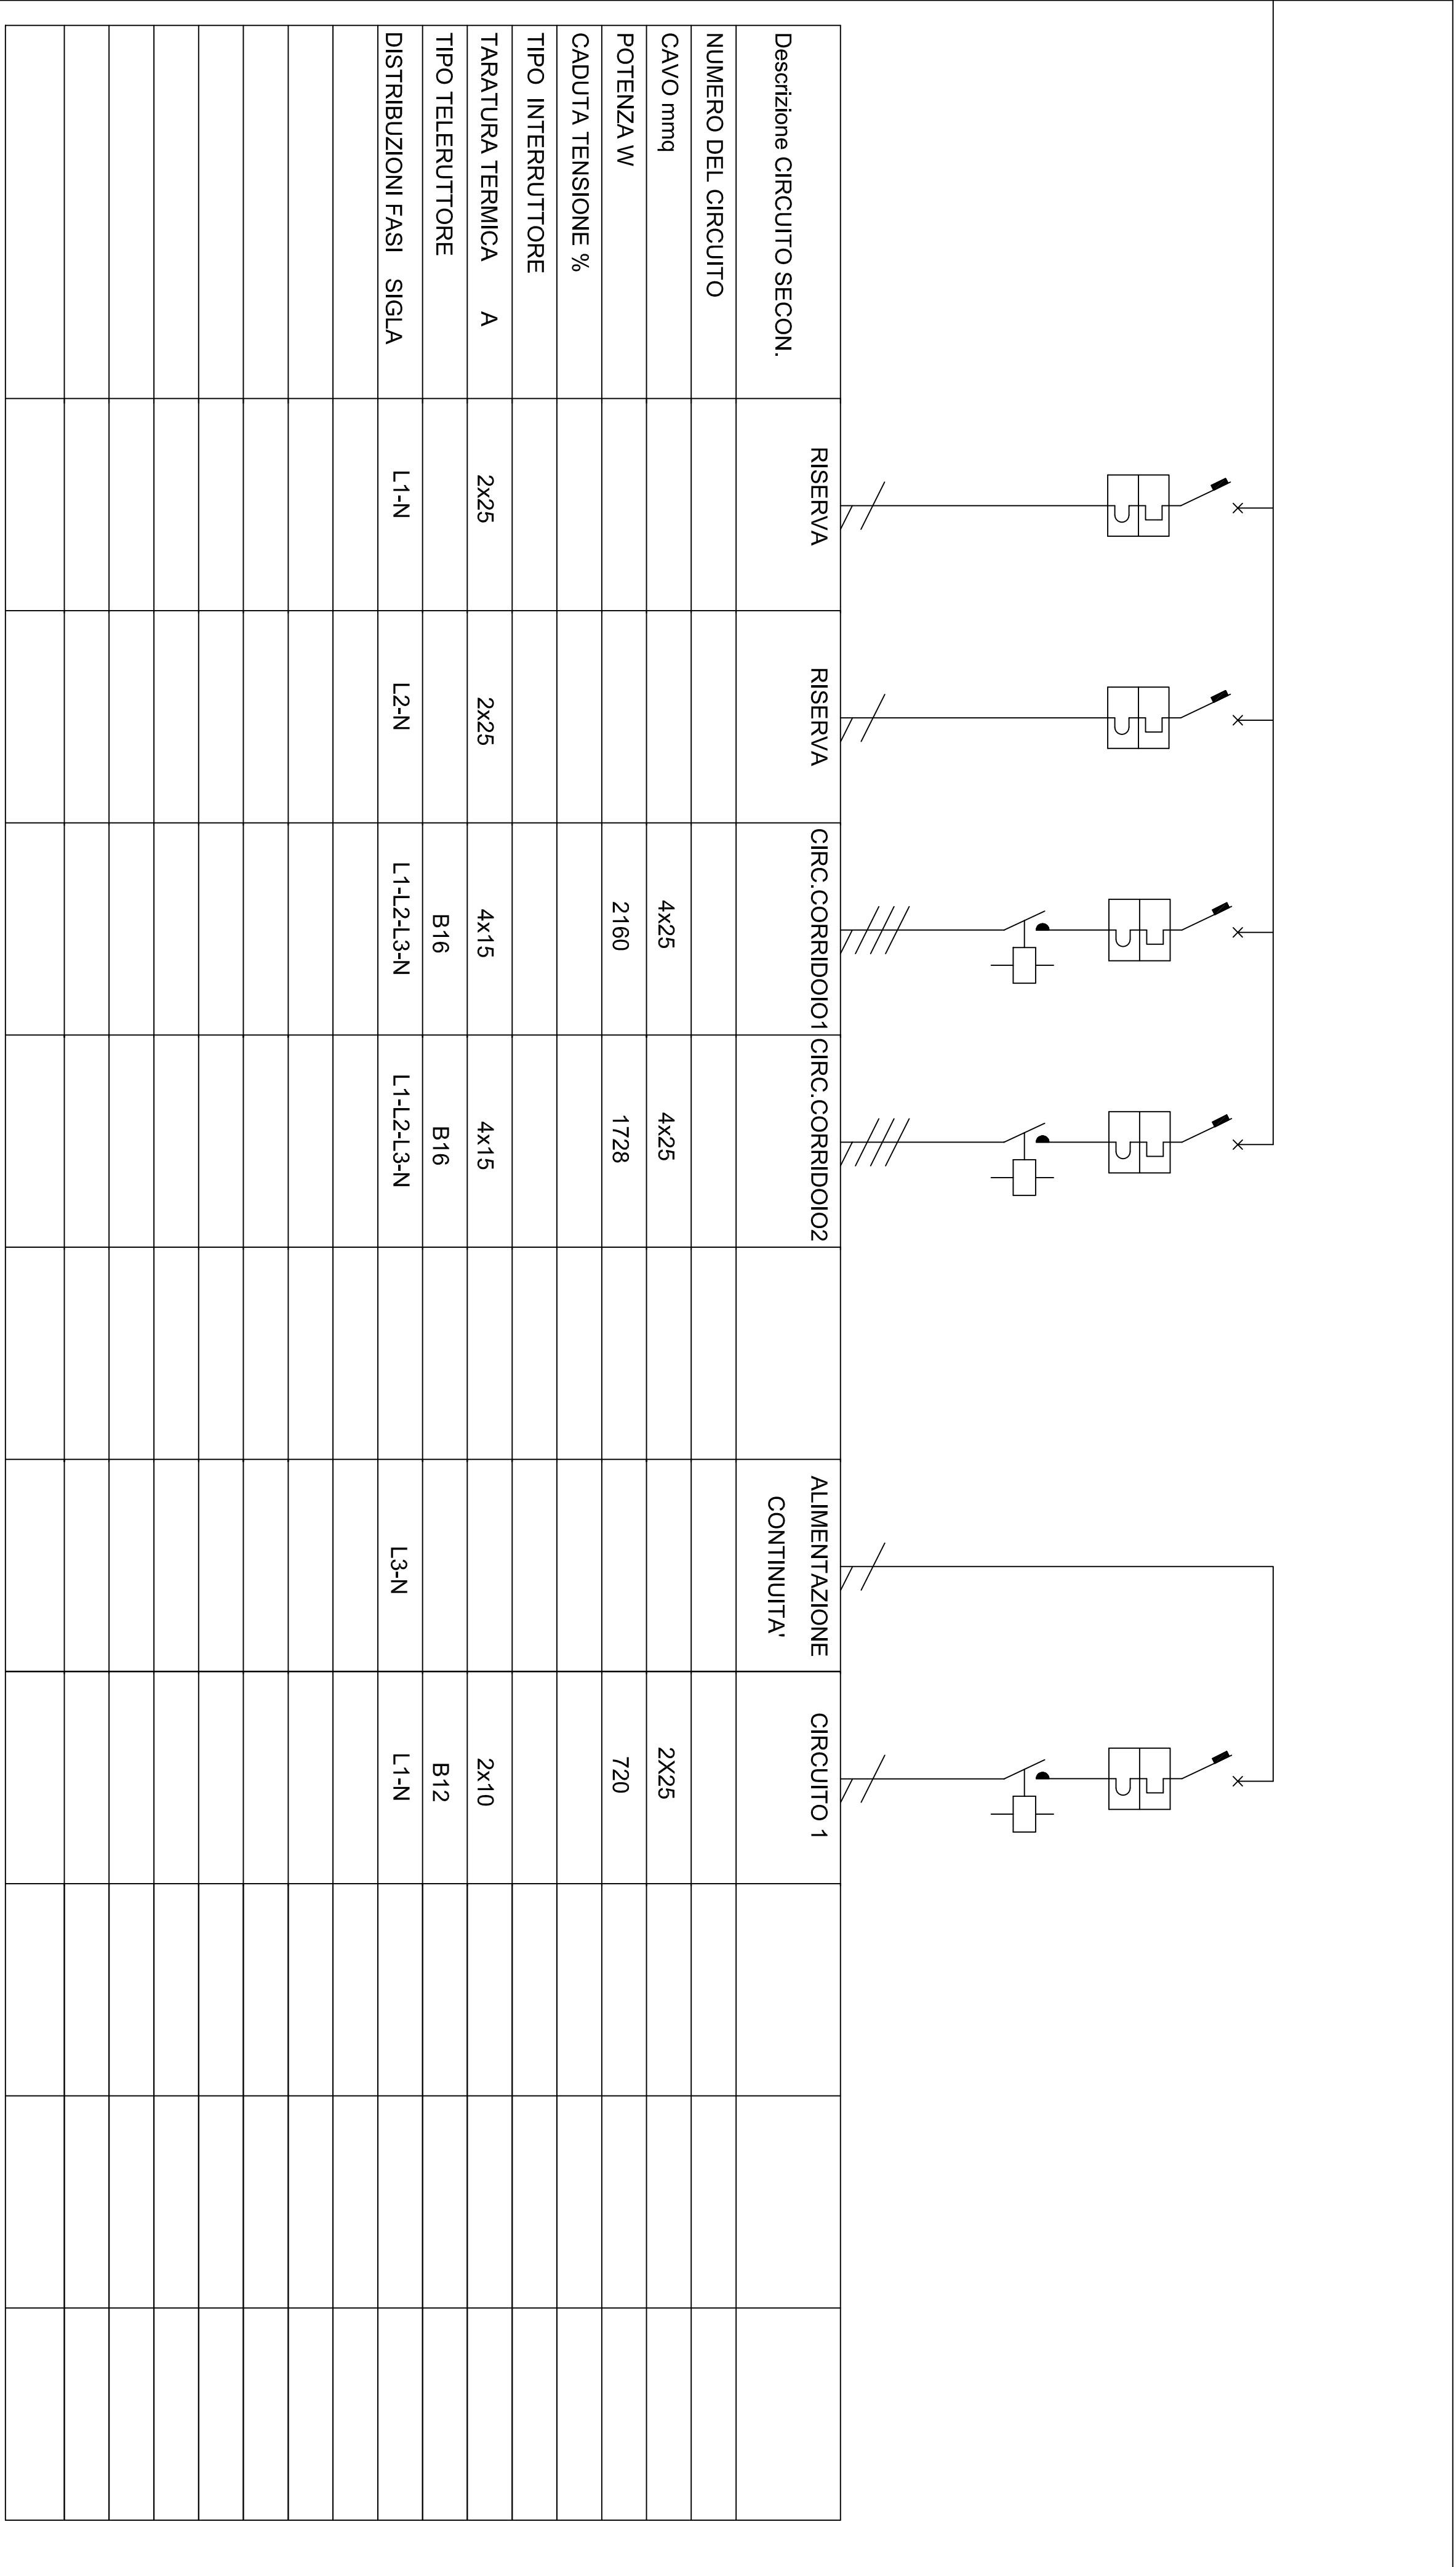 Descrizione CIRCUITO SECON.
RISERVA
RISERVA
CIRC.CORRIDOIO1
CIRC.CORRIDOIO2
ALIMENTAZIONE
CONTINUITA'
CIRCUITO 1
NUMERO DEL CIRCUITO
CAVO mmq
4x25
4x25
2X25
POTENZA W
2160
1728
720
CADUTA TENSIONE %
TIPO INTERRUTTORE
TARATURA TERMICA A
2x25
2x25
4x15
4x15
2x10
TIPO TELERUTTORE
B16
B16
B12
DISTRIBUZIONI FASI SIGLA
L1-N
L2-N
L1-L2-L3-N
L1-L2-L3-N
L3-N
L1-N